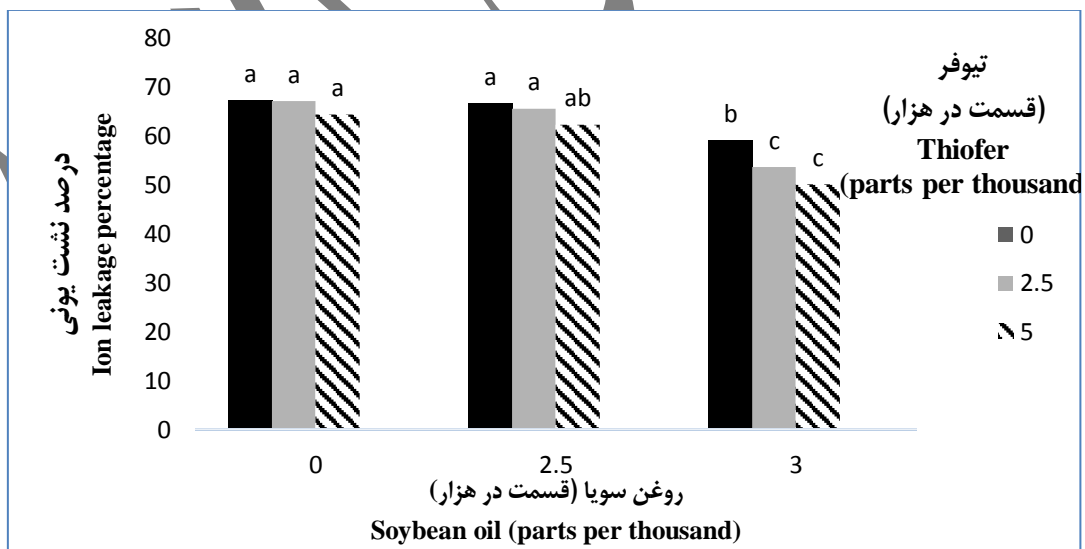 80
70
60
50
40
30
20
10
0
درصد نشت یونی
Ion leakage percentage
a a a
a a ab
b c c
0 2.5 3
روغن سویا (قسمت در هزار)
Soybean oil (parts per thousand)
تیوفر
(قسمت در هزار)
Thiofer
(parts per thousand
0
2.5
5